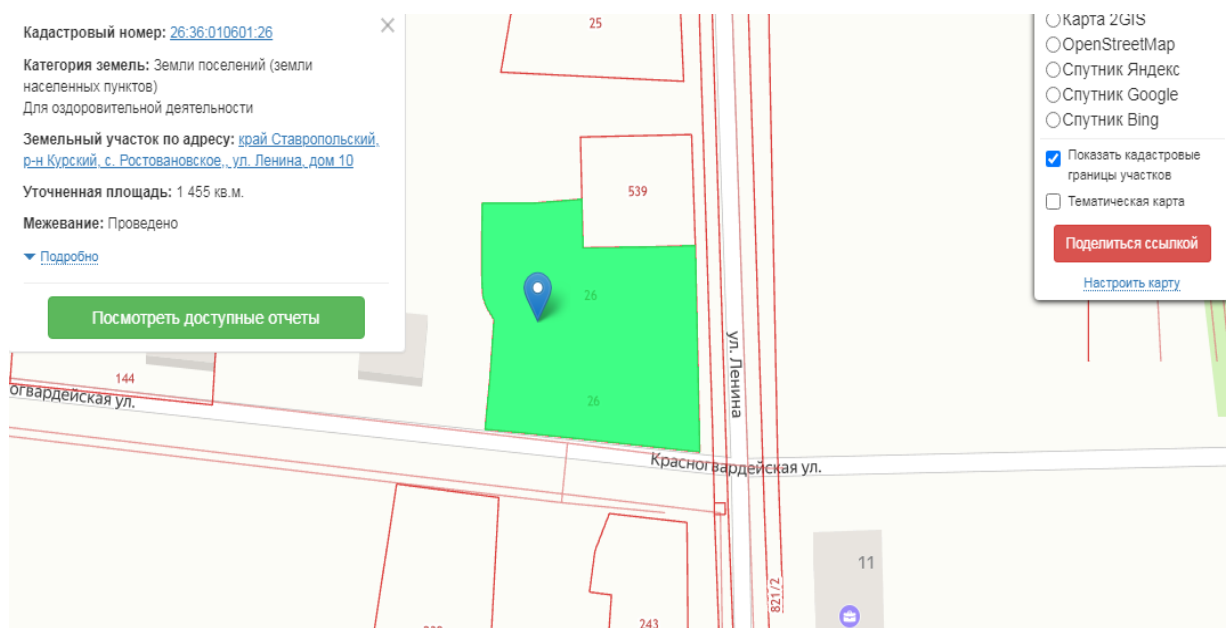 Кадастровый номер: 26:36:010601:26
Категория земель: Земли поселений (земли
населенных пунктов)
Для оздоровительной деятельности
Земельный участок по адресу: край Ставропольский,
р-н Курский, с. Ростовановское,, ул. Ленина, дом 10
Уточненная площадь: 1 455 кв.м.
Межевание: Проведено
Подробно
Посмотреть доступные отчеты
25
539
26
26
144
огвардейская ул.
ул. Ленина
Красногвардейская ул.
11
821/2
243
Карта 2GIS
OpenStreetMap
Спутник Яндекс
Спутник Google
Спутник Bing
Показать кадастровые
границы участков
Тематическая карта
Поделиться ссылкой
Настроить карту